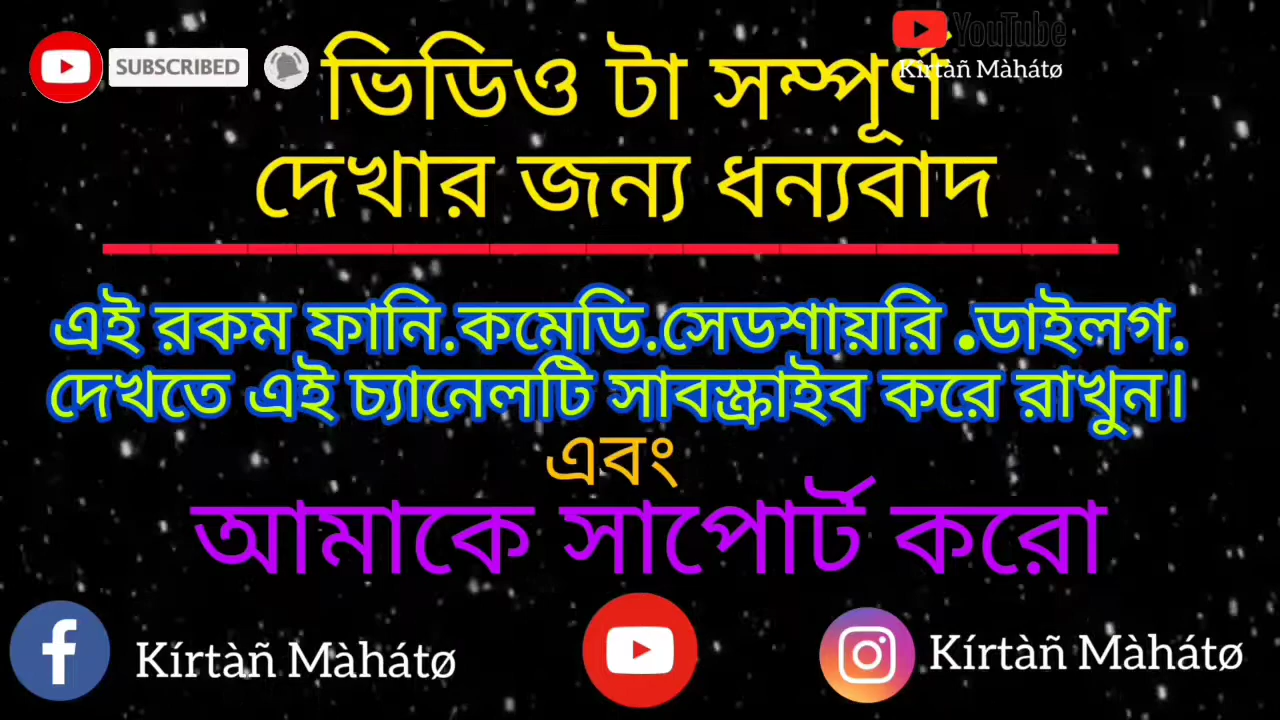 SUBSCRIBED
YouTube
Kírtàñ Màhátø
ভিডিও টা সম্পূর্ণ
দেখার জন্য ধন্যবাদ
এই রকম ফানি.কমেডি.সেডশায়রি .ডাইলগ.
দেখতে এই চ্যানেলটি সাবস্ক্রাইব করে রাখুন।
এবং
আমাকে সাপোর্ট করো
Kírtàñ Màhátø
Kírtàñ Màhátø